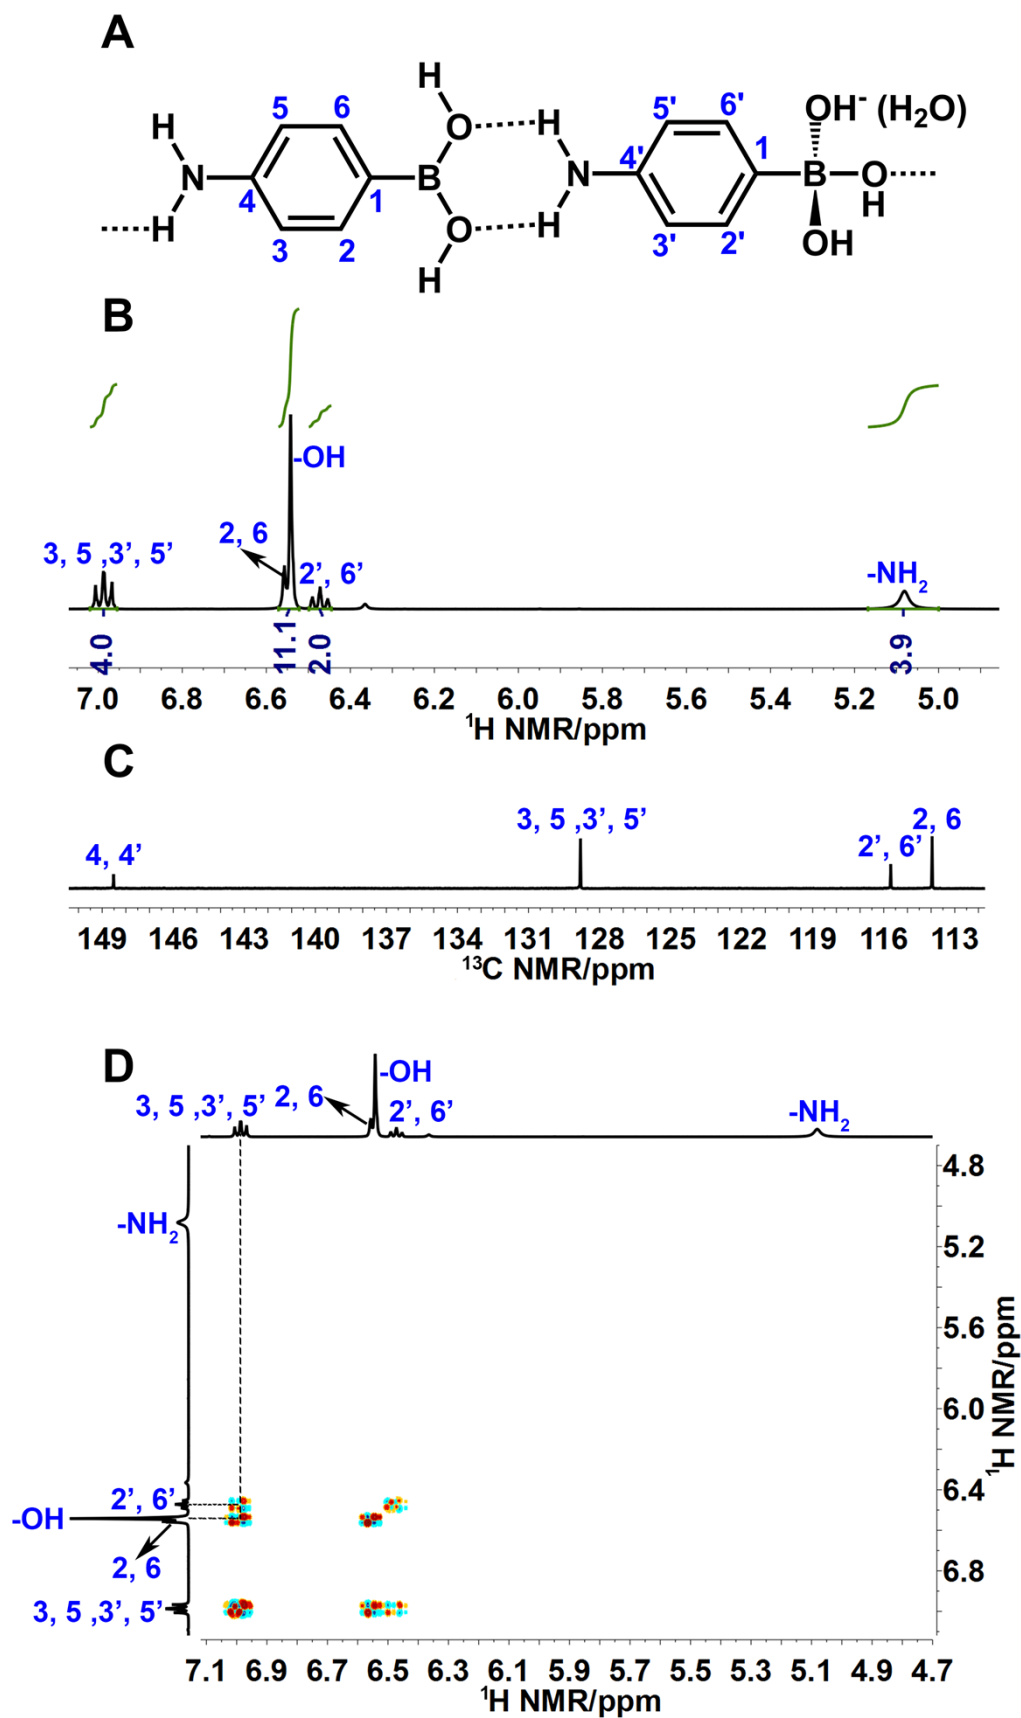 A
H
OH⁻ (H₂O)
5 6 H 5' 6'
H O H 1
N B N 4' B O
4 1 H
H O H
3 2 3' 2' OH
H
B
-OH
2, 6
3, 5 ,3’, 5’ 2’, 6’ -NH₂
4.0 11.1 2.0 3.9
7.0 6.8 6.6 6.4 6.2 6.0 5.8 5.6 5.4 5.2 5.0
¹H NMR/ppm
C
3, 5 ,3’, 5’ 2, 6
4, 4’ 2’, 6’
149 146 143 140 137 134 131 128 125 122 119 116 113
¹³C NMR/ppm
D
-OH
3, 5 ,3’, 5’ 2, 6 2’, 6’ -NH₂
4.8
-NH₂
5.2
5.6
6.0
¹H NMR/ppm
6.4
2’, 6’
-OH
2, 6
6.8
3, 5 ,3’, 5’
7.1 6.9 6.7 6.5 6.3 6.1 5.9 5.7 5.5 5.3 5.1 4.9 4.7
¹H NMR/ppm